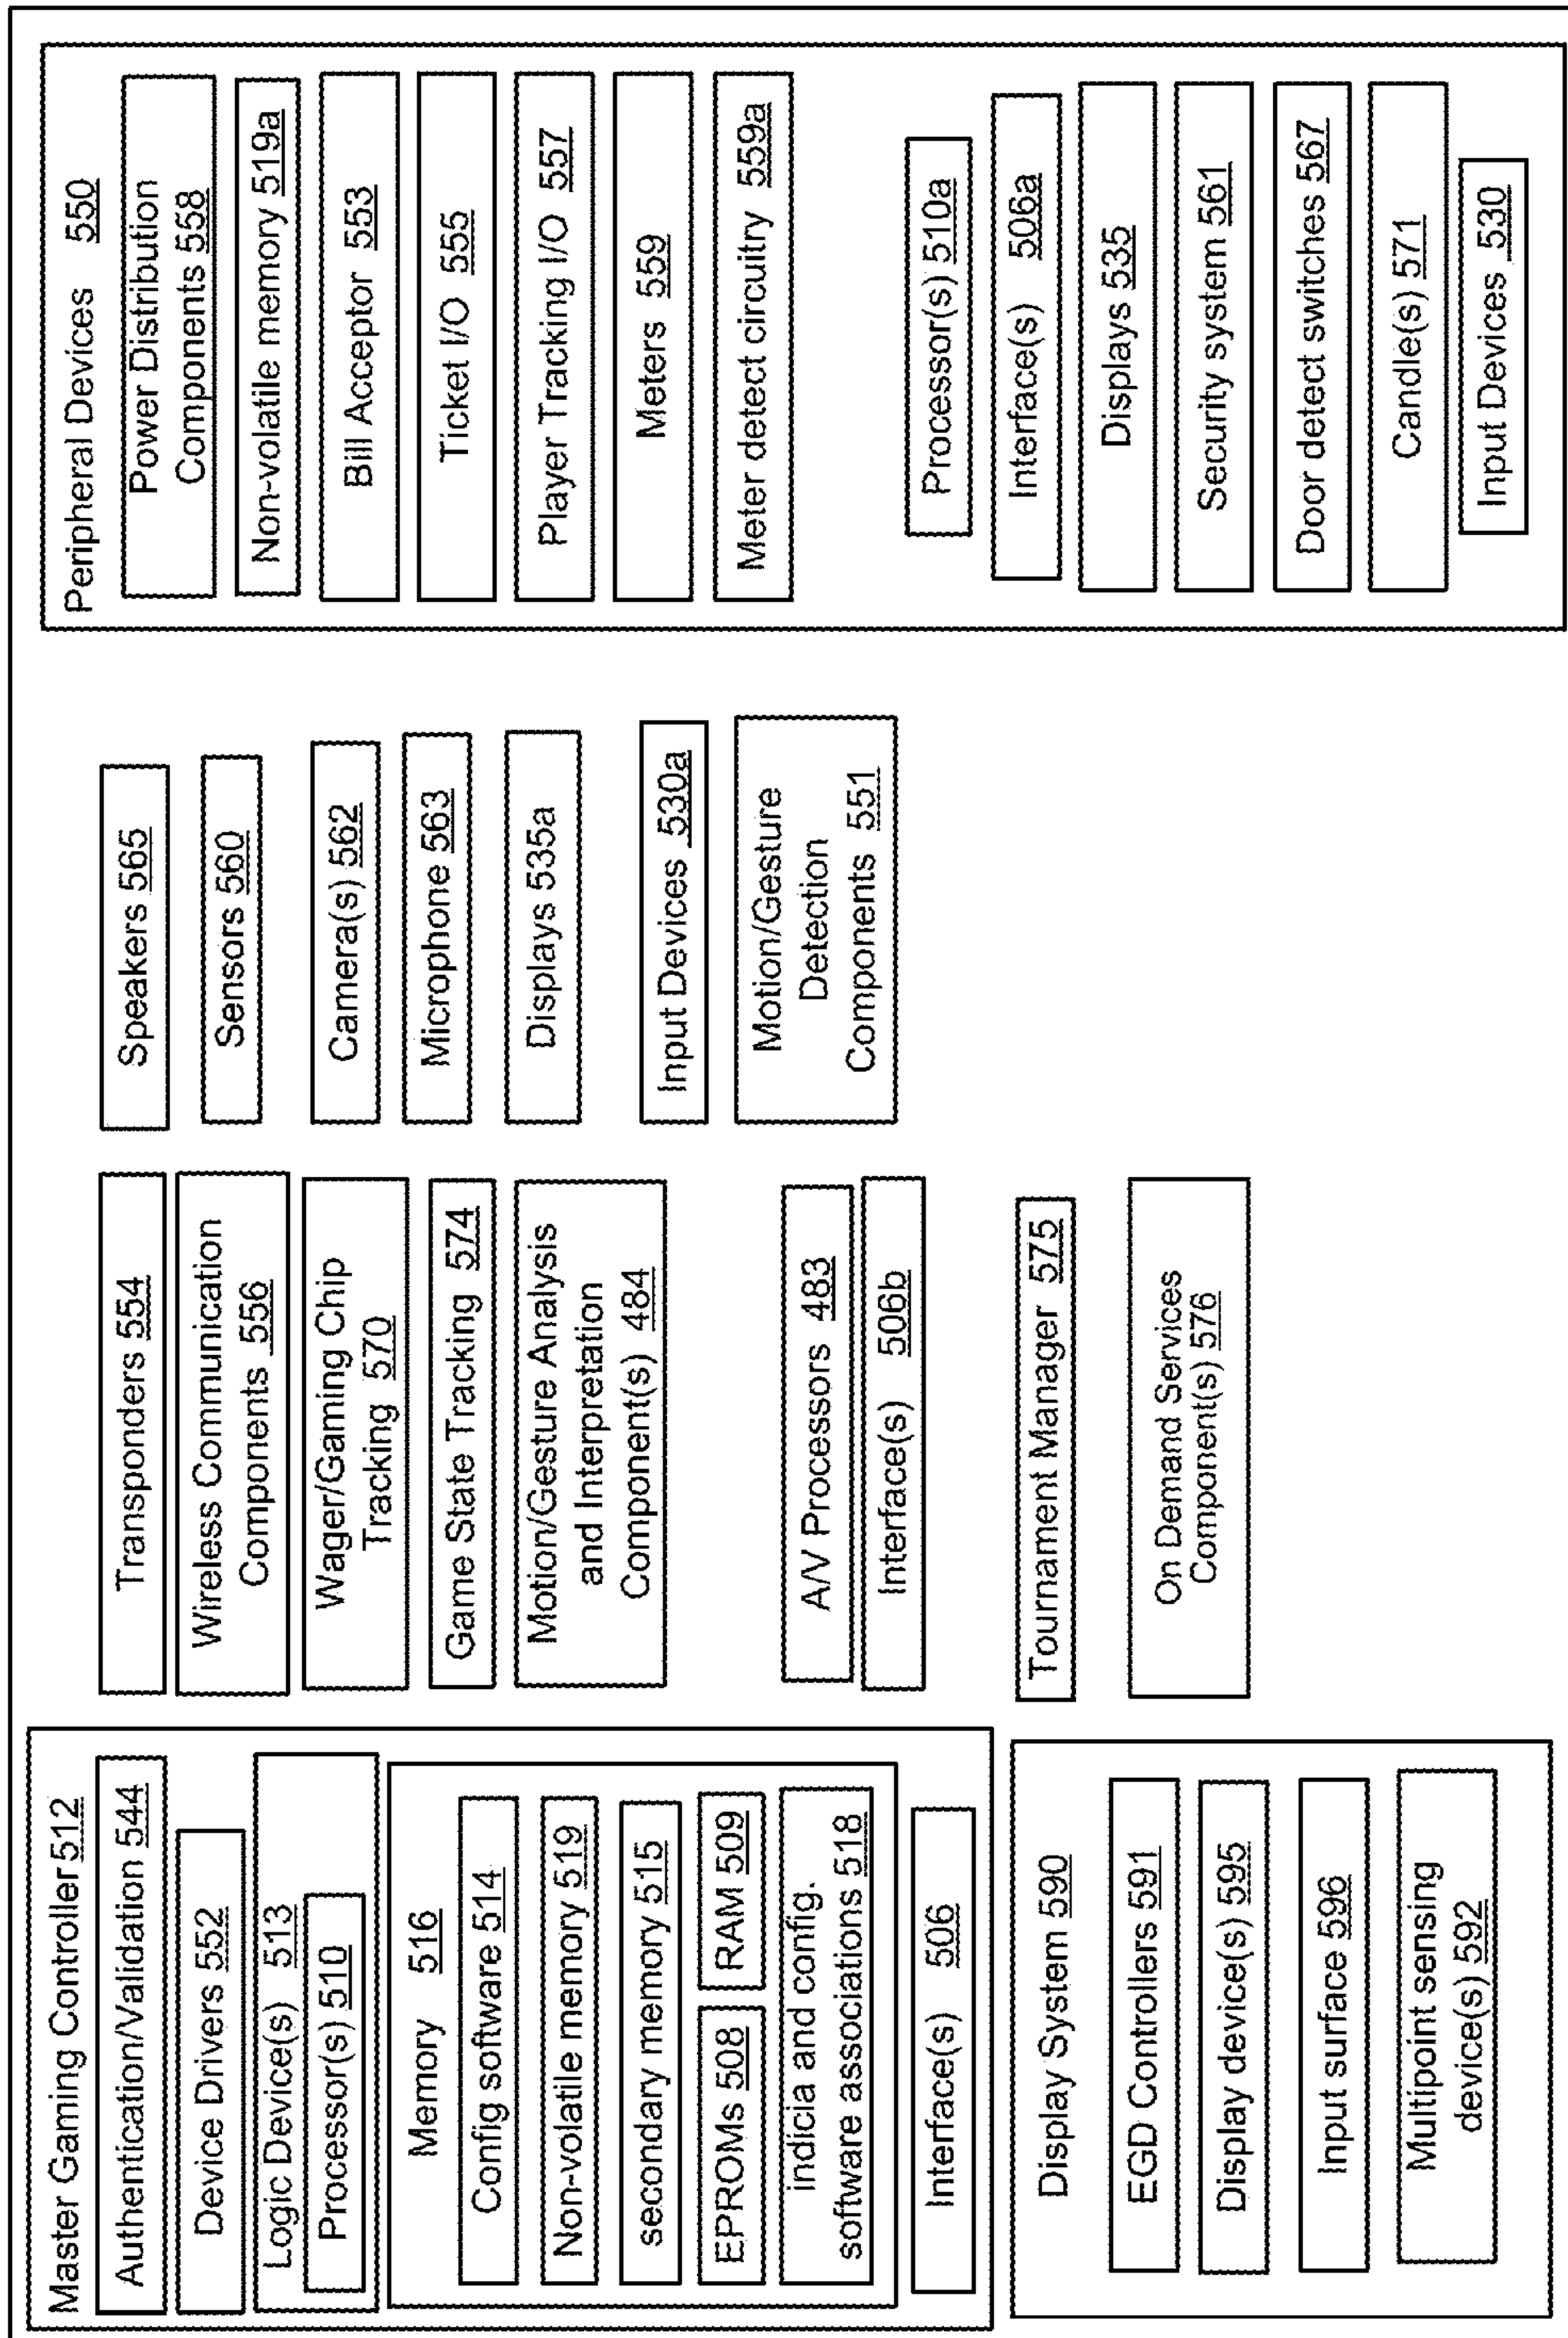 Master Gaming Controller 512
Authentication/Validation 544
Device Drivers 552
Logic Device(s) 513
Processor(s) 510
Memory 516
Config software 514
Non-volatile memory 519
secondary memory 515
EPROMs 508
RAM 509
indicia and config.
software associations 518
Interface(s) 506
Display System 590
EGD Controllers 591
Display device(s) 595
Input surface 596
Multipoint sensing
device(s) 592
Transponders 554
Wireless Communication
Components 556
Wager/Gaming Chip
Tracking 570
Game State Tracking 574
Motion/Gesture Analysis
and Interpretation
Component(s) 484
A/V Processors 483
Interface(s) 506b
Tournament Manager 575
On Demand Services
Component(s) 576
Speakers 565
Sensors 560
Camera(s) 562
Microphone 563
Displays 535a
Input Devices 530a
Motion/Gesture
Detection
Components 551
Peripheral Devices 550
Power Distribution
Components 558
Non-volatile memory 519a
Bill Acceptor 553
Ticket I/O 555
Player Tracking I/O 557
Meters 559
Meter detect circuitry 559a
Processor(s) 510a
Interface(s) 506a
Displays 535
Security system 561
Door detect switches 567
Candle(s) 571
Input Devices 530